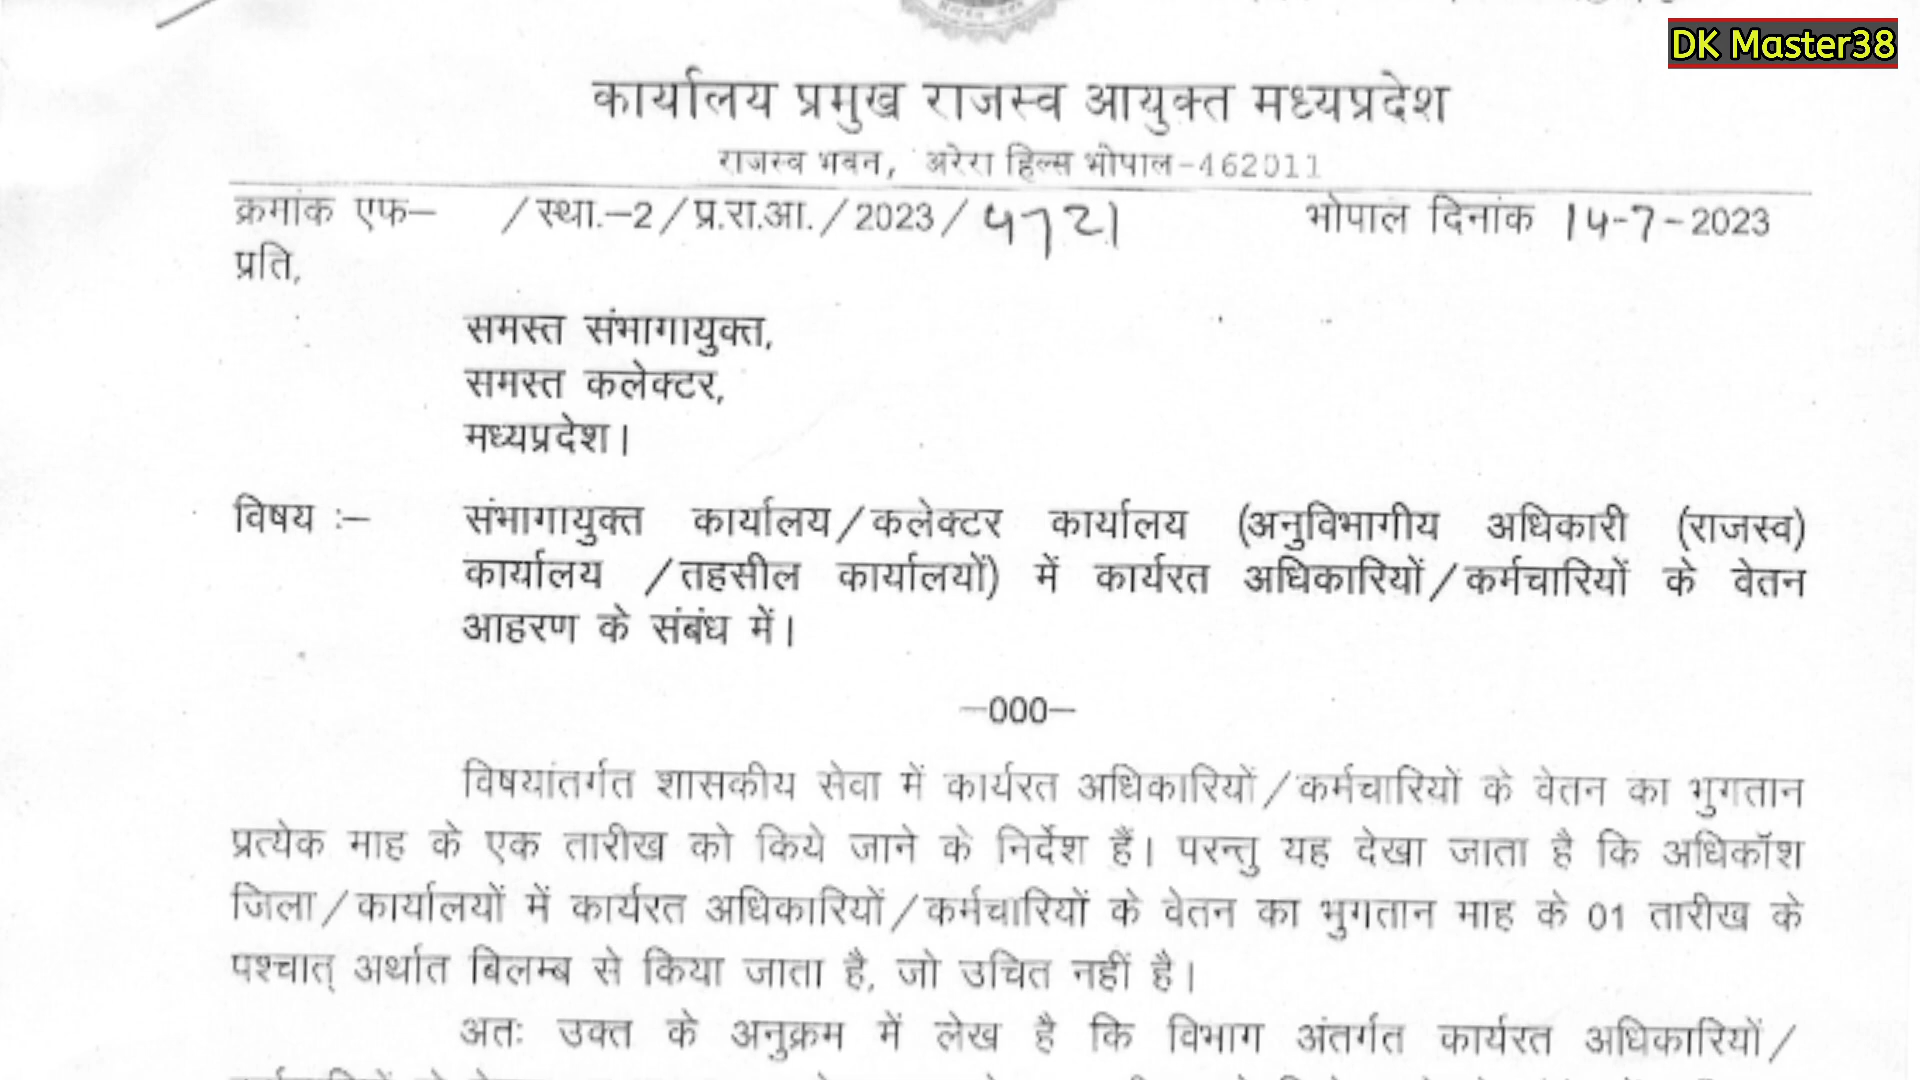 DK Master38
कार्यालय प्रमुख राजस्व आयुक्त मध्यप्रदेश
राजस्व भवन, अरेरा हिल्स भोपाल-462011
क्रमांक एफ— /स्था.—2/प्र.रा.आ./2023/ भोपाल दिनांक 14-7-2023
प्रति,
समस्त संभागायुक्त,
समस्त कलेक्टर,
मध्यप्रदेश।
विषय :— संभागायुक्त कार्यालय/कलेक्टर कार्यालय (अनुविभागीय अधिकारी (राजस्व)
कार्यालय /तहसील कार्यालयों) में कार्यरत अधिकारियों/कर्मचारियों के वेतन
आहरण के संबंध में।
—000—
विषयांतर्गत शासकीय सेवा में कार्यरत अधिकारियों/कर्मचारियों के वेतन का भुगतान
प्रत्येक माह के एक तारीख को किये जाने के निर्देश हैं। परन्तु यह देखा जाता है कि अधिकॉश
जिला/कार्यालयों में कार्यरत अधिकारियों/कर्मचारियों के वेतन का भुगतान माह के 01 तारीख के
पश्चात् अर्थात बिलम्ब से किया जाता है, जो उचित नहीं है।
अतः उक्त के अनुक्रम में लेख है कि विभाग अंतर्गत कार्यरत अधिकारियों/